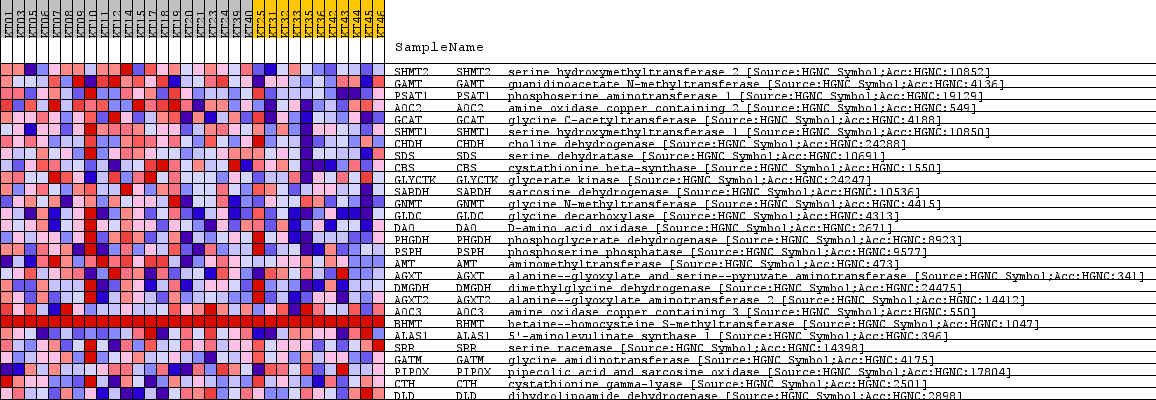 KT01 KT03 KT05 KT06 KT07 KT08 KT09 KT10 KT11 KT12 KT14 KT15 KT17 KT18 KT19 KT20 KT21 KT23 KT24 KT39 KT40 KT25 KT31 KT32 KT33 KT35 KT36 KT42 KT43 KT44 KT45 KT46
SampleName
SHMT2 SHMT2 serine hydroxymethyltransferase 2 [Source:HGNC Symbol;Acc:HGNC:10852]
GAMT GAMT guanidinoacetate N-methyltransferase [Source:HGNC Symbol;Acc:HGNC:4136]
PSAT1 PSAT1 phosphoserine aminotransferase 1 [Source:HGNC Symbol;Acc:HGNC:19129]
AOC2 AOC2 amine oxidase copper containing 2 [Source:HGNC Symbol;Acc:HGNC:549]
GCAT GCAT glycine C-acetyltransferase [Source:HGNC Symbol;Acc:HGNC:4188]
SHMT1 SHMT1 serine hydroxymethyltransferase 1 [Source:HGNC Symbol;Acc:HGNC:10850]
CHDH CHDH choline dehydrogenase [Source:HGNC Symbol;Acc:HGNC:24288]
SDS SDS serine dehydratase [Source:HGNC Symbol;Acc:HGNC:10691]
CBS CBS cystathionine beta-synthase [Source:HGNC Symbol;Acc:HGNC:1550]
GLYCTK GLYCTK glycerate kinase [Source:HGNC Symbol;Acc:HGNC:24247]
SARDH SARDH sarcosine dehydrogenase [Source:HGNC Symbol;Acc:HGNC:10536]
GNMT GNMT glycine N-methyltransferase [Source:HGNC Symbol;Acc:HGNC:4415]
GLDC GLDC glycine decarboxylase [Source:HGNC Symbol;Acc:HGNC:4313]
DAO DAO D-amino acid oxidase [Source:HGNC Symbol;Acc:HGNC:2671]
PHGDH PHGDH phosphoglycerate dehydrogenase [Source:HGNC Symbol;Acc:HGNC:8923]
PSPH PSPH phosphoserine phosphatase [Source:HGNC Symbol;Acc:HGNC:9577]
AMT AMT aminomethyltransferase [Source:HGNC Symbol;Acc:HGNC:473]
AGXT AGXT alanine--glyoxylate and serine--pyruvate aminotransferase [Source:HGNC Symbol;Acc:HGNC:341]
DMGDH DMGDH dimethylglycine dehydrogenase [Source:HGNC Symbol;Acc:HGNC:24475]
AGXT2 AGXT2 alanine--glyoxylate aminotransferase 2 [Source:HGNC Symbol;Acc:HGNC:14412]
AOC3 AOC3 amine oxidase copper containing 3 [Source:HGNC Symbol;Acc:HGNC:550]
BHMT BHMT betaine--homocysteine S-methyltransferase [Source:HGNC Symbol;Acc:HGNC:1047]
ALAS1 ALAS1 5'-aminolevulinate synthase 1 [Source:HGNC Symbol;Acc:HGNC:396]
SRR SRR serine racemase [Source:HGNC Symbol;Acc:HGNC:14398]
GATM GATM glycine amidinotransferase [Source:HGNC Symbol;Acc:HGNC:4175]
PIPOX PIPOX pipecolic acid and sarcosine oxidase [Source:HGNC Symbol;Acc:HGNC:17804]
CTH CTH cystathionine gamma-lyase [Source:HGNC Symbol;Acc:HGNC:2501]
DLD DLD dihydrolipoamide dehydrogenase [Source:HGNC Symbol;Acc:HGNC:2898]